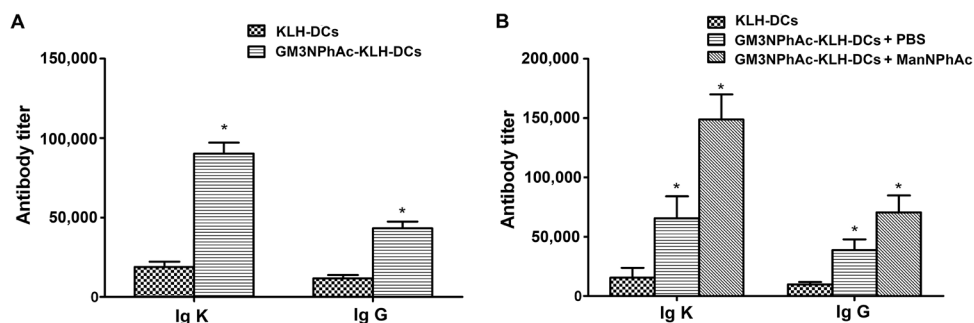 A
KLH-DCs
GM3NPhAc-KLH-DCs
150,000
100,000
50,000
0
Antibody titer
*
*
Ig K
Ig G
B
KLH-DCs
GM3NPhAc-KLH-DCs + PBS
GM3NPhAc-KLH-DCs + ManNPhAc
200,000
150,000
100,000
50,000
0
Antibody titer
*
*
*
*
Ig K
Ig G